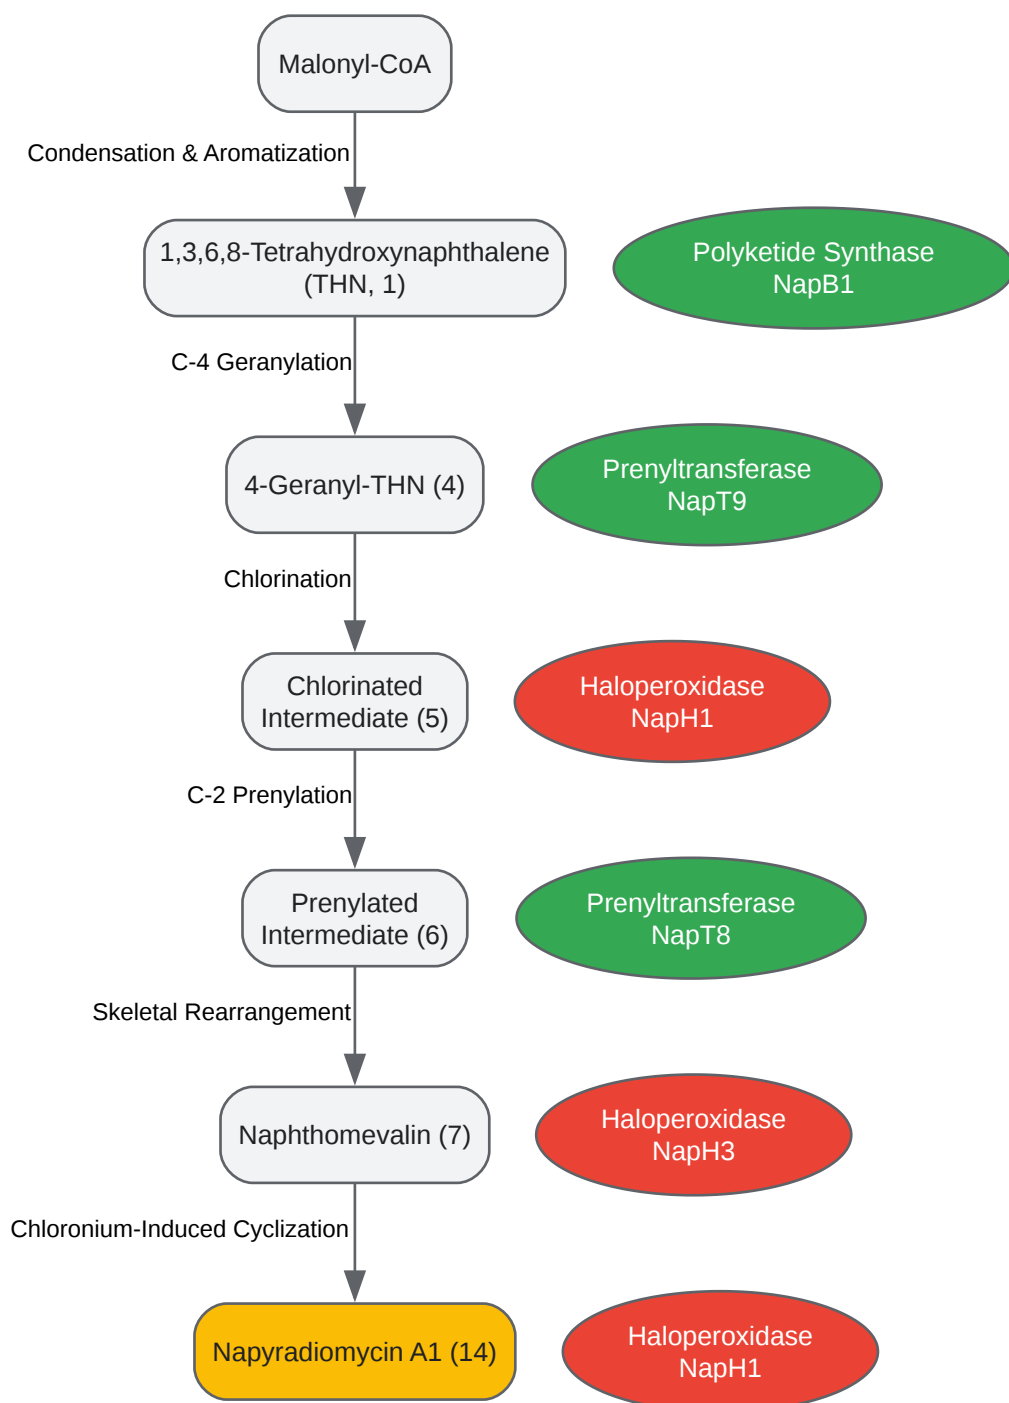 Malonyl-CoA
Condensation & Aromatization
1,3,6,8-Tetrahydroxynaphthalene
(THN, 1)
Polyketide Synthase
NapB1
C-4 Geranylation
4-Geranyl-THN (4)
Prenyltransferase
NapT9
Chlorination
Chlorinated
Intermediate (5)
Haloperoxidase
NapH1
C-2 Prenylation
Prenylated
Intermediate (6)
Prenyltransferase
NapT8
Skeletal Rearrangement
Naphthomevalin (7)
Haloperoxidase
NapH3
Chloronium-Induced Cyclization
Napyradiomycin A1 (14)
Haloperoxidase
NapH1